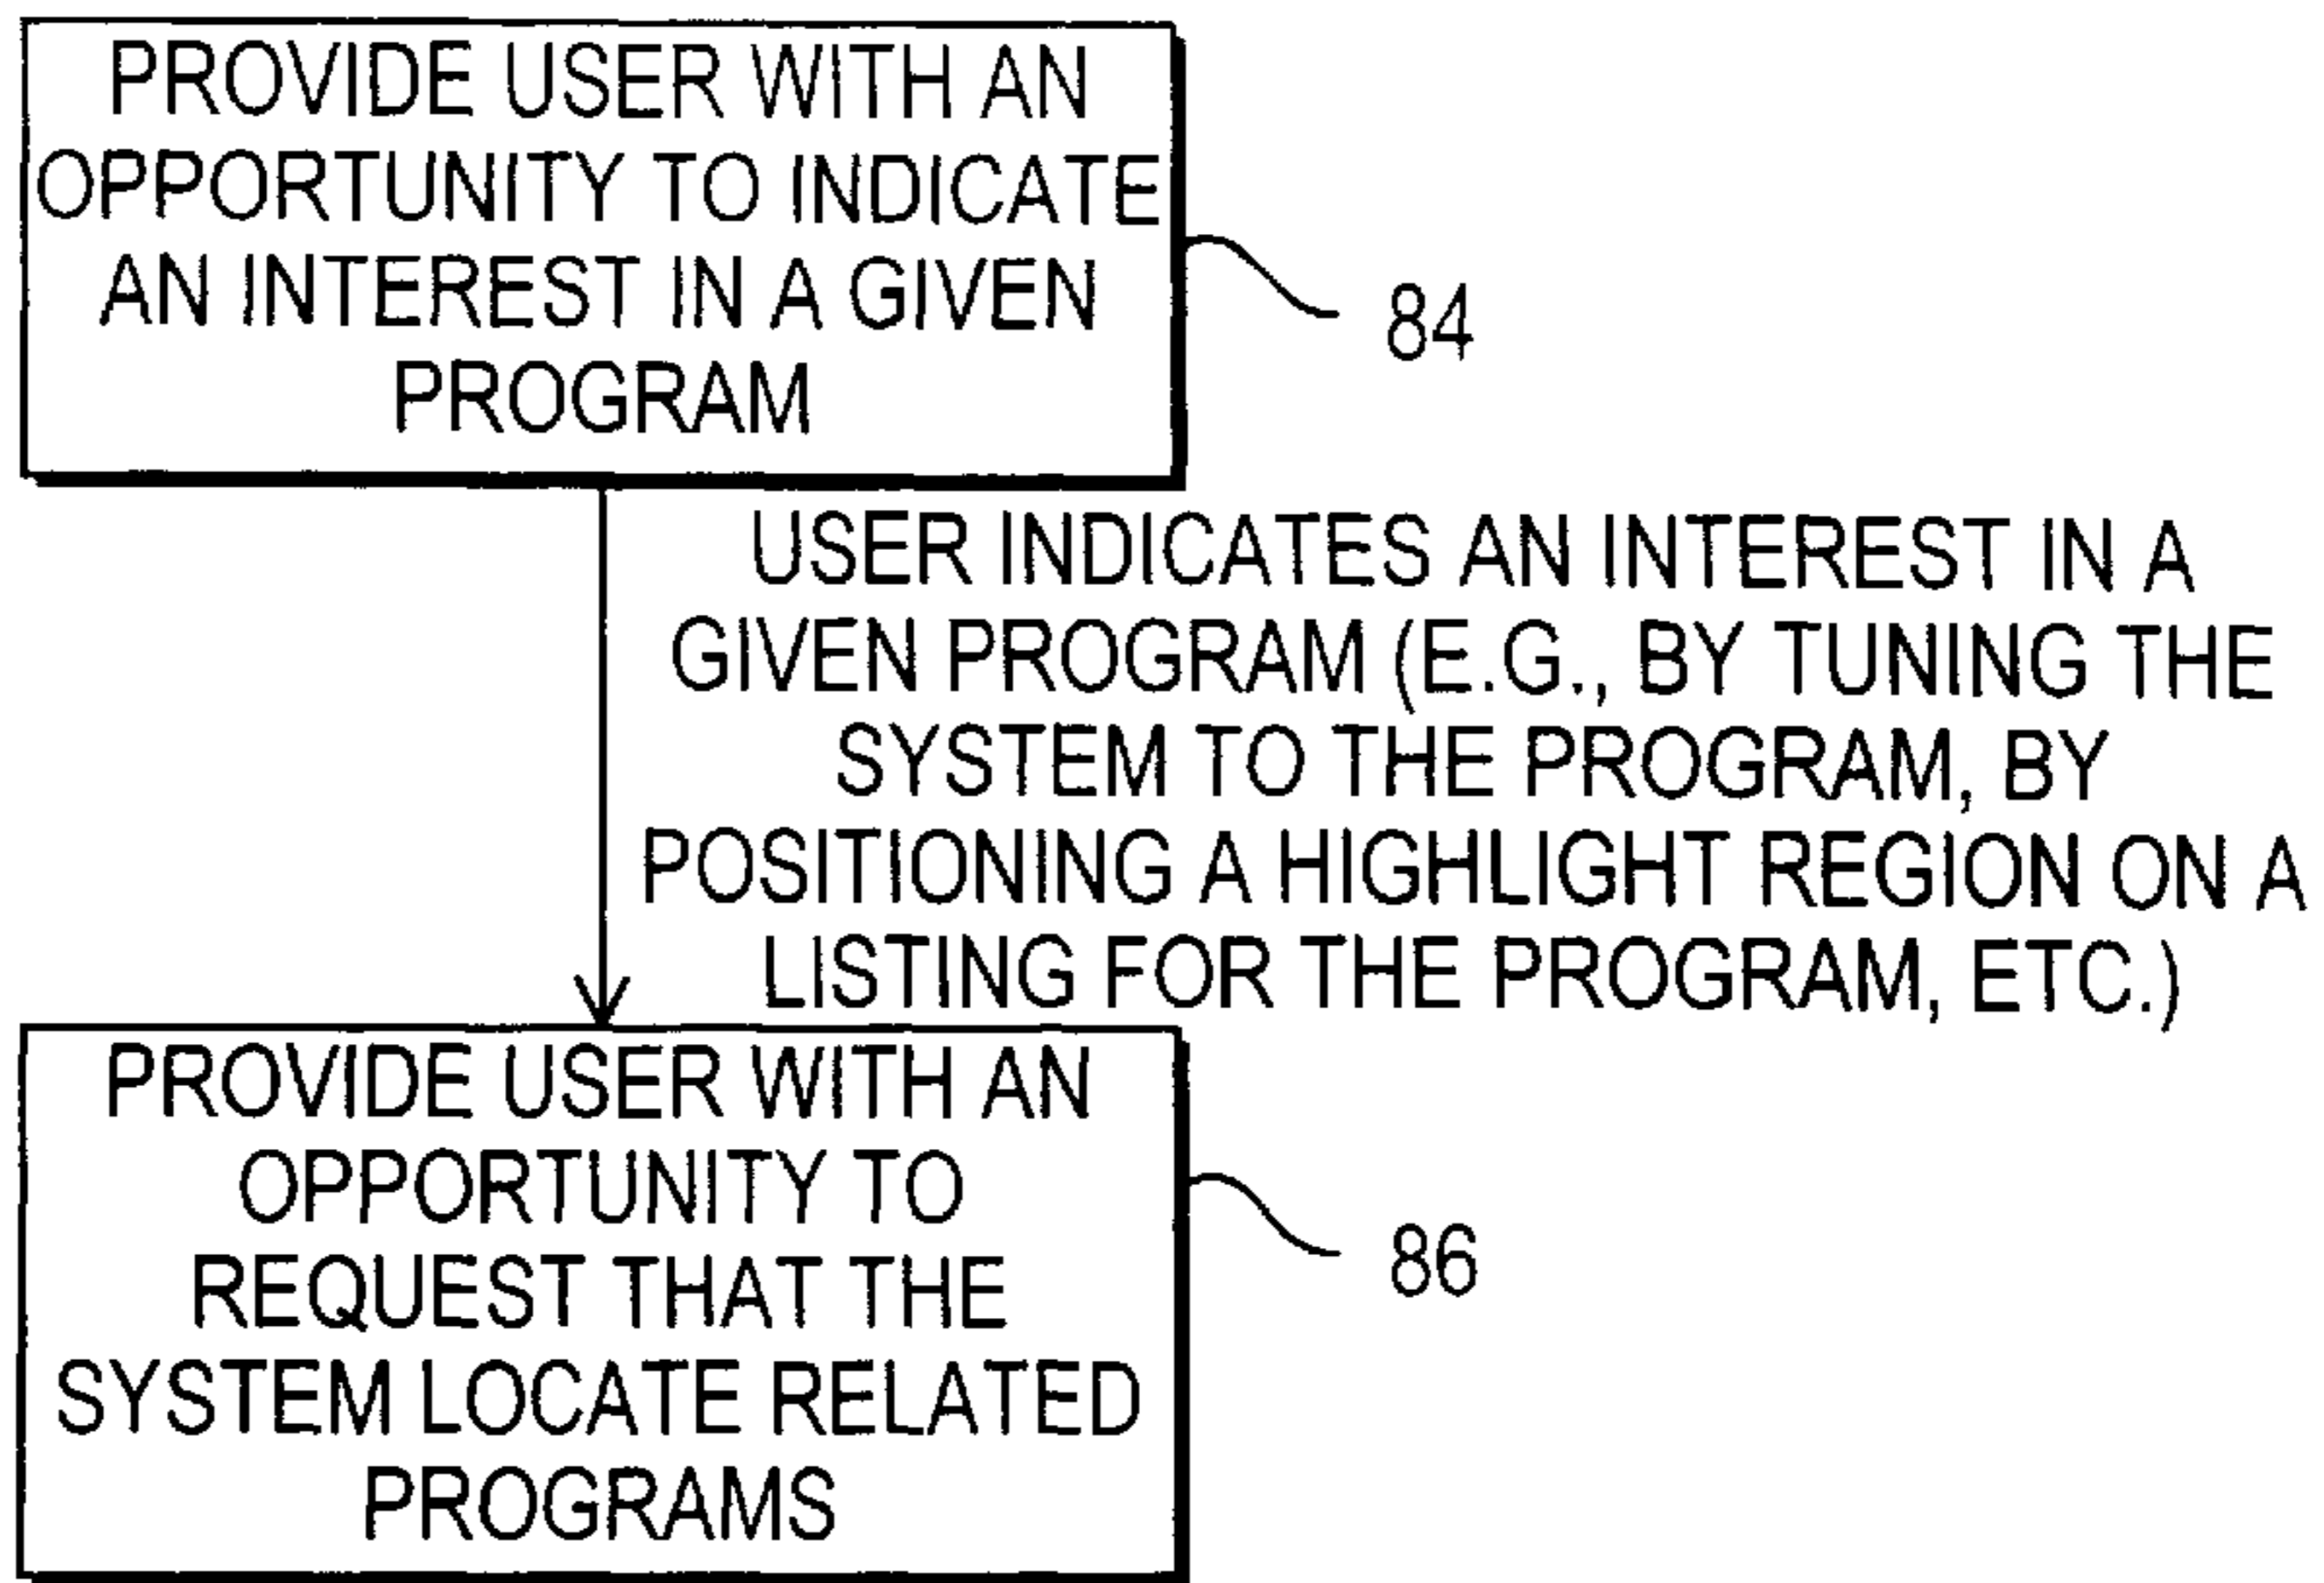 PROVIDE USER WITH AN
OPPORTUNITY TO INDICATE
AN INTEREST IN A GIVEN
PROGRAM
84
USER INDICATES AN INTEREST IN A
GIVEN PROGRAM (E.G., BY TUNING THE
SYSTEM TO THE PROGRAM, BY
POSITIONING A HIGHLIGHT REGION ON A
LISTING FOR THE PROGRAM, ETC.)
PROVIDE USER WITH AN
OPPORTUNITY TO
REQUEST THAT THE
SYSTEM LOCATE RELATED
PROGRAMS
86